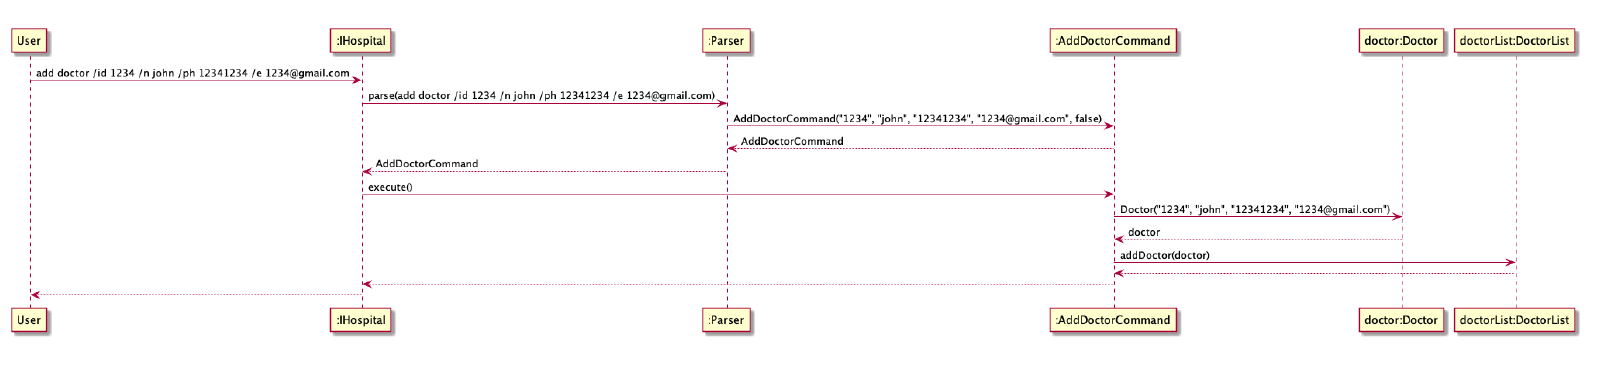 User
:IHospital
:Parser
:AddDoctorCommand
doctor:Doctor
doctorList:DoctorList
add doctor /id 1234 /n john /ph 12341234 /e 1234@gmail.com
parse(add doctor /id 1234 /n john /ph 12341234 /e 1234@gmail.com)
AddDoctorCommand("1234", "john", "12341234", "1234@gmail.com", false)
AddDoctorCommand
AddDoctorCommand
execute()
Doctor("1234", "john", "12341234", "1234@gmail.com")
doctor
addDoctor(doctor)
User
:IHospital
:Parser
:AddDoctorCommand
doctor:Doctor
doctorList:DoctorList